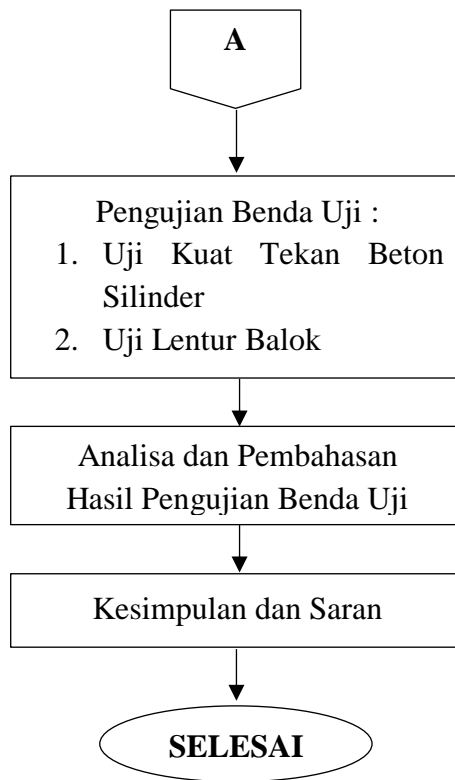 A
Pengujian Benda Uji :
1. Uji Kuat Tekan Beton
Silinder
2. Uji Lentur Balok
Analisa dan Pembahasan
Hasil Pengujian Benda Uji
Kesimpulan dan Saran
SELESAI